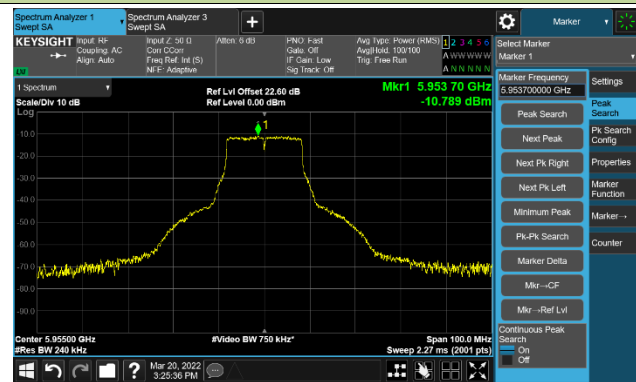 Spectrum Analyzer 1
Swept SA
Spectrum Analyzer 3
Swept SA
+
Marker
KEYSIGHT
Input: RF
Coupling: AC
Align: Auto
Input Z: 50 Ω
Corr CCorr
Freq Ref: Int (S)
NFE: Adaptive
Atten: 6 dB
PNO: Fast
Gate: Off
IF Gain: Low
Sig Track: Off
Avg Type: Power (RMS)
Avg|Hold: 100/100
Trig: Free Run
1 2 3 4 5 6
A W W W W W
A N N N N N
Select Marker
Marker 1
1 Spectrum
Scale/Div 10 dB
Log
Ref Lvl Offset 22.60 dB
Ref Level 0.00 dBm
Mkr1 5.953 70 GHz
-10.789 dBm
1
-10.0
-20.0
-30.0
-40.0
-50.0
-60.0
-70.0
-80.0
-90.0
Center 5.95500 GHz
#Res BW 240 kHz
#Video BW 750 kHz*
Span 100.0 MHz
Sweep 2.27 ms (2001 pts)
Marker Frequency
5.953700000 GHz
Peak Search
Next Peak
Next Pk Right
Next Pk Left
Minimum Peak
Pk-Pk Search
Marker Delta
Mkr→CF
Mkr→Ref Lvl
Continuous Peak
Search
On
Off
Settings
Peak
Search
Pk Search
Config
Properties
Marker
Function
Marker→
Counter
?
Mar 20, 2022
3:25:36 PM